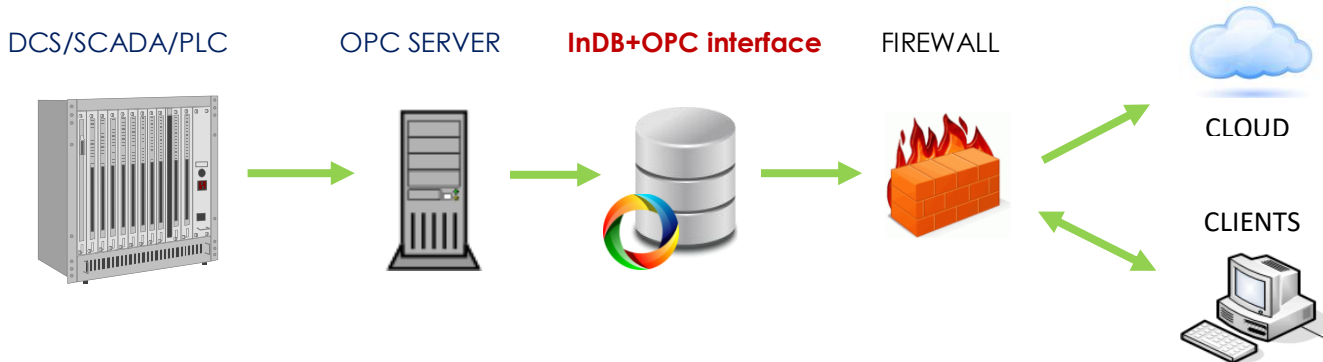 DCS/SCADA/PLC
OPC SERVER
InDB+OPC interface
FIREWALL
CLOUD
CLIENTS